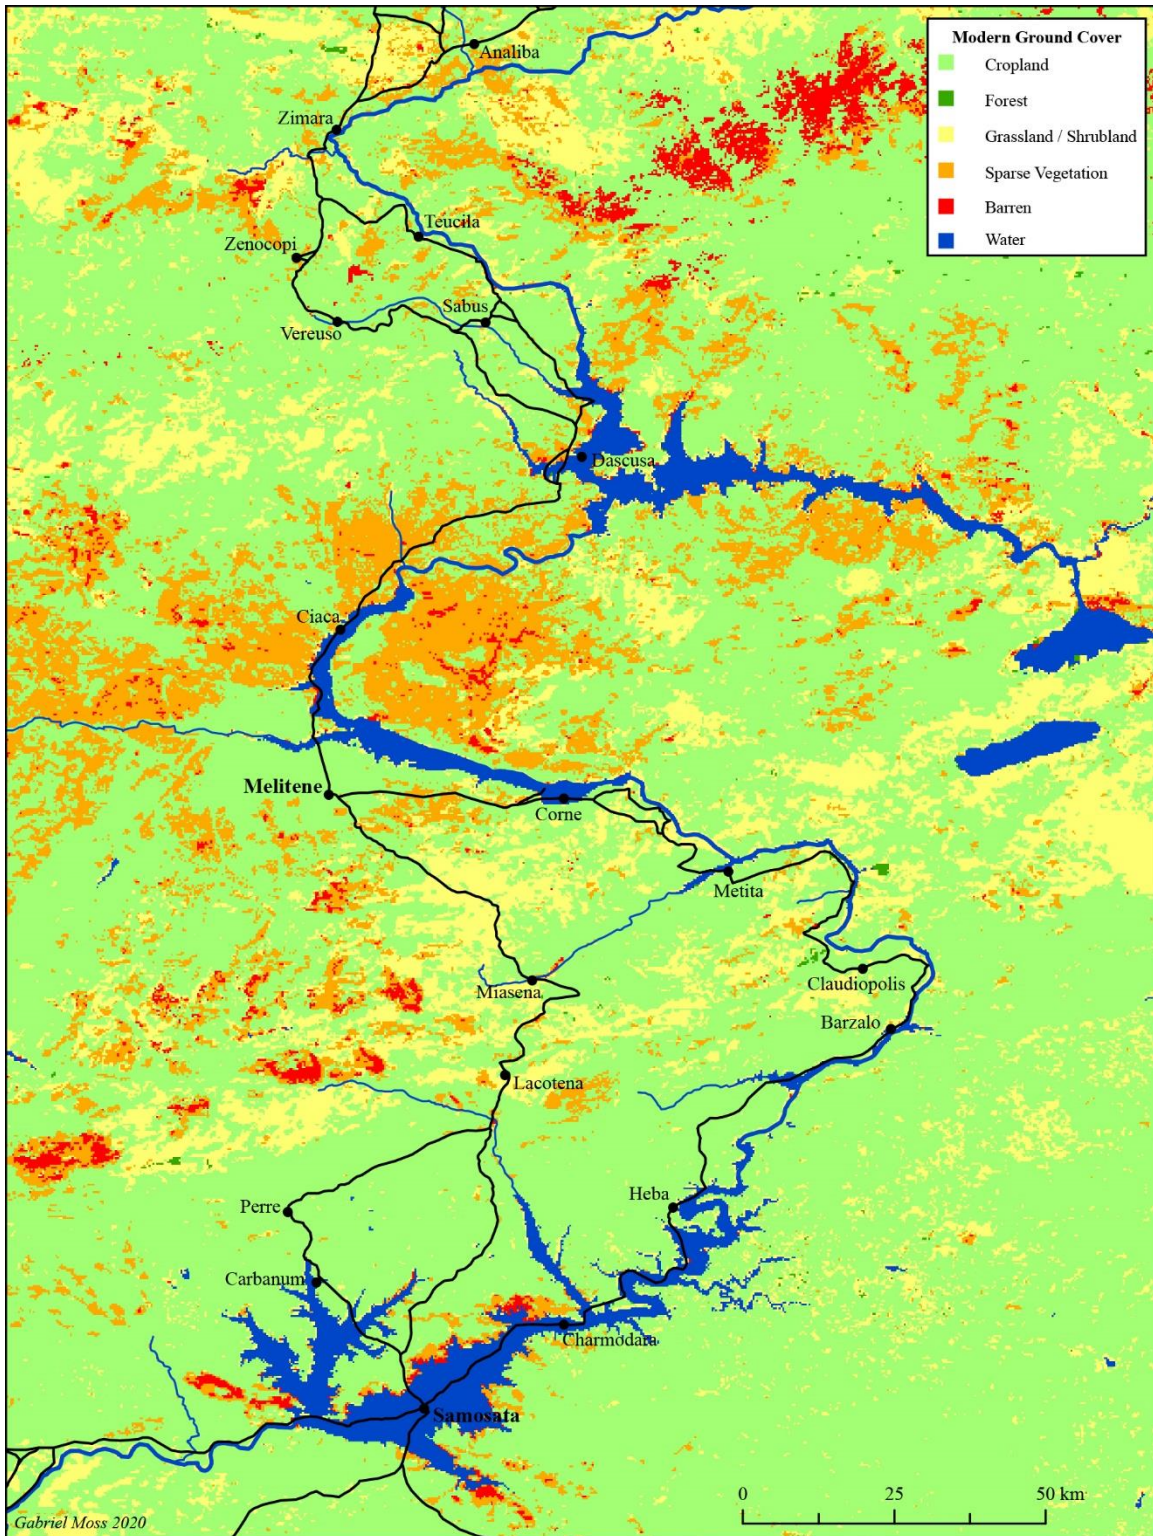 Modern Ground Cover
Cropland
Forest
Grassland / Shrubland
Sparse Vegetation
Barren
Water
Analiba
Zimara
Teucila
Zenocopi
Sabus
Vereuso
Dascusa
Ciaca
Melitene
Corne
Metita
Claudiopolis
Miasena
Barzalo
Lacotena
Heba
Perre
Carbanum
Charmodara
Samosata
0 25 50 km
Gabriel Moss 2020